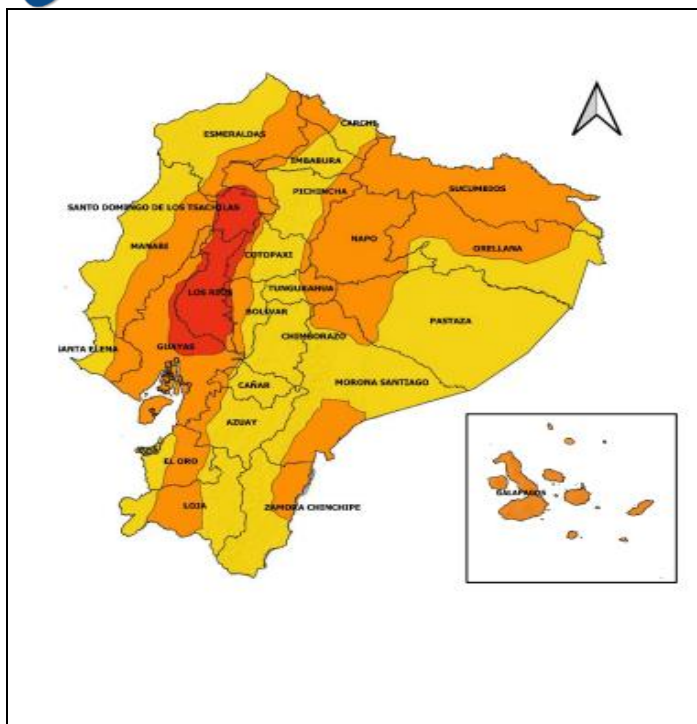 CARCHI
ESMERALDAS
IMBABURA
PICHINCHA
SUCUMBIOS
SANTO DOMINGO DE LOS TSACHILAS
MANABI
NAPO
ORELLANA
COTOPAXI
LOS RIOS
TUNGURAHUA
BOLIVAR
PASTAZA
CHIMBORAZO
GUAYAS
ANTA ELENA
CAÑAR
MORONA SANTIAGO
AZUAY
EL ORO
GALAPAGOS
LOJA
ZAMORA CHINCHIPE